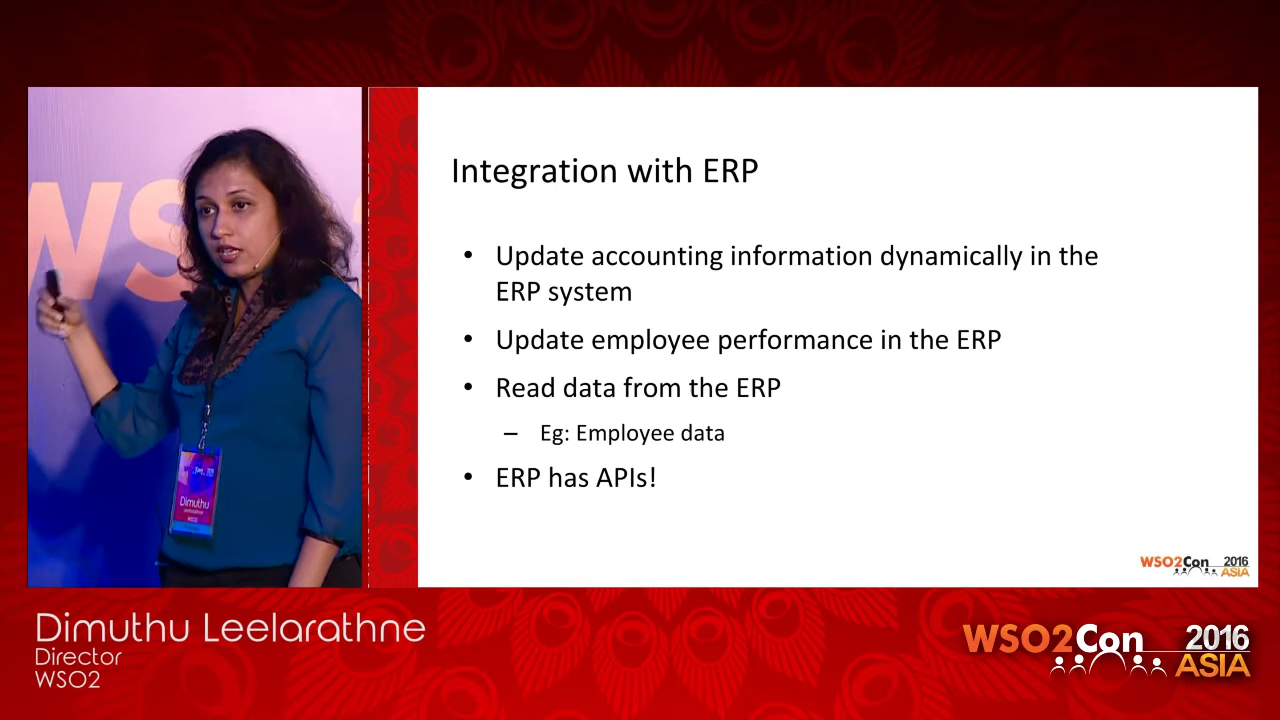 WS
Dimuthu
Integration with ERP
• Update accounting information dynamically in the
ERP system
• Update employee performance in the ERP
• Read data from the ERP
– Eg: Employee data
• ERP has APIs!
WSO2Con 2016
ASIA
Dimuthu Leelarathne
Director
WSO2
WSO2Con 2016
ASIA